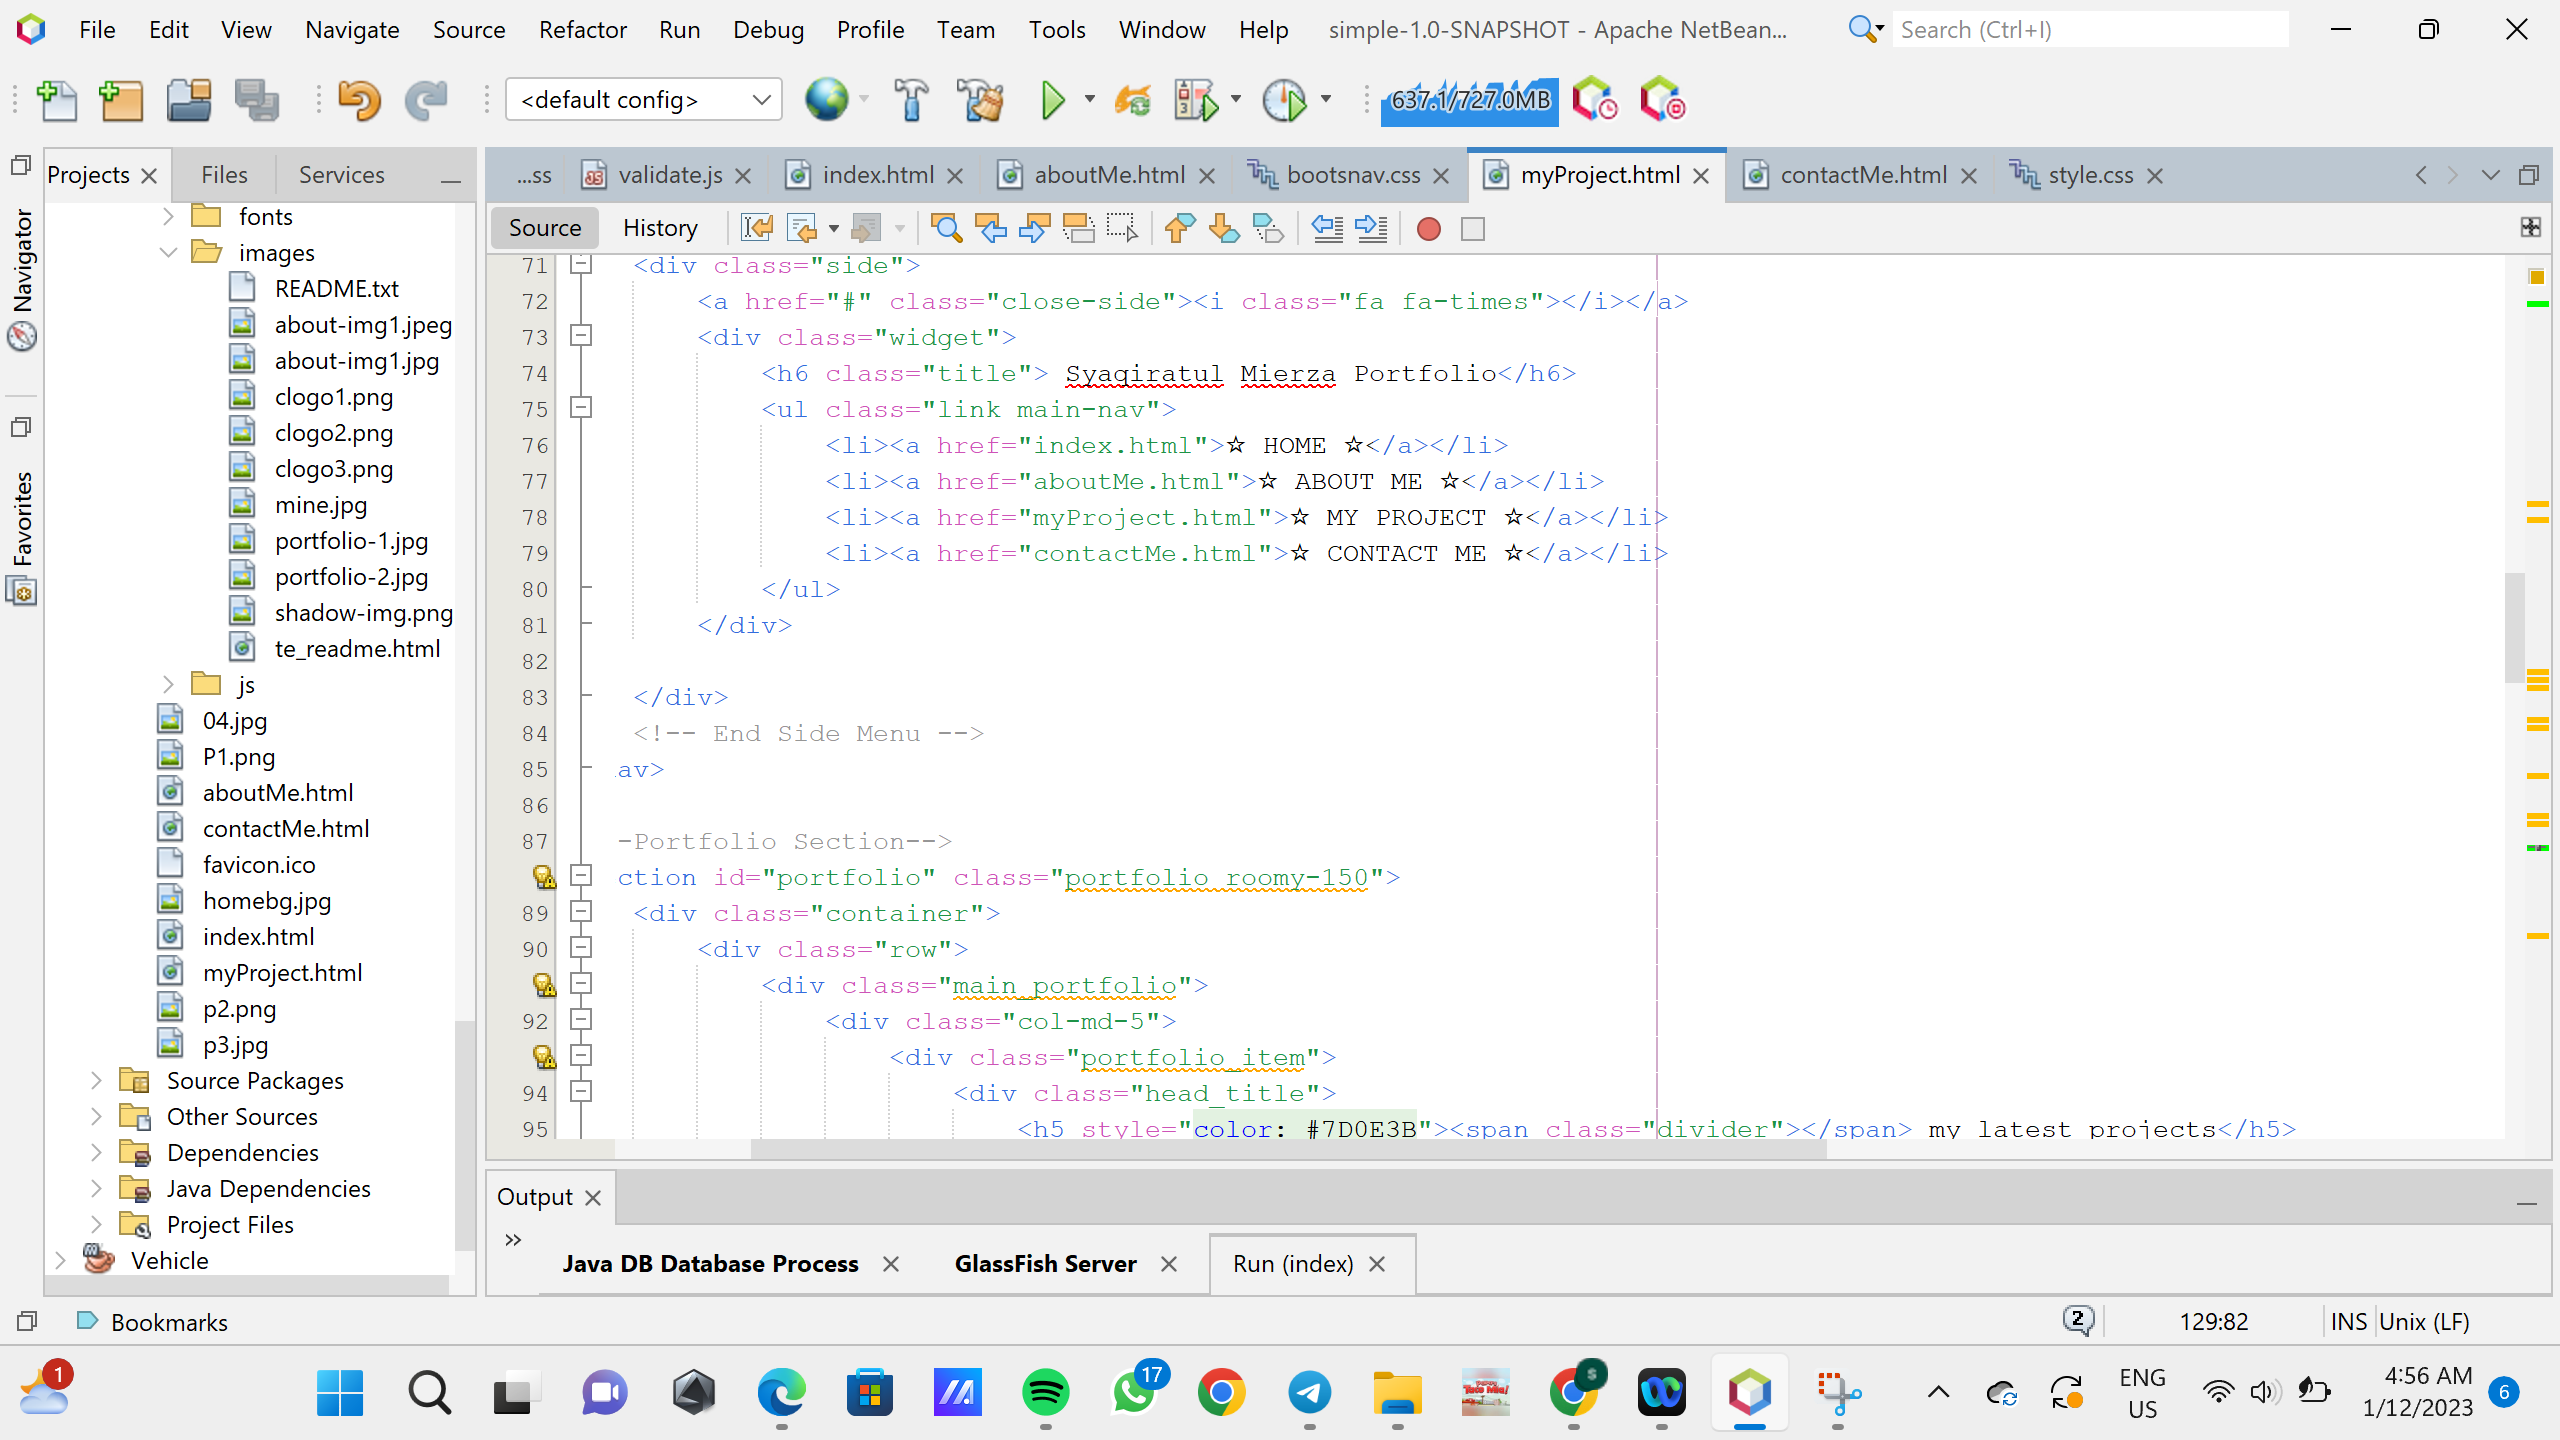 File Edit View Navigate Source Refactor Run Debug Profile Team Tools Window Help simple-1.0-SNAPSHOT - Apache NetBean... Search (Ctrl+I)
<default config> 637.1/727.0MB
Projects Files Services
...ss validate.js index.html aboutMe.html bootsnav.css myProject.html contactMe.html style.css
Source History
Navigator
Favorites
fonts
images
README.txt
about-img1.jpeg
about-img1.jpg
clogo1.png
clogo2.png
clogo3.png
mine.jpg
portfolio-1.jpg
portfolio-2.jpg
shadow-img.png
te_readme.html
js
04.jpg
P1.png
aboutMe.html
contactMe.html
favicon.ico
homebg.jpg
index.html
myProject.html
p2.png
p3.jpg
Source Packages
Other Sources
Dependencies
Java Dependencies
Project Files
Vehicle
71 <div class="side">
72 <a href="#" class="close-side"><i class="fa fa-times"></i></a>
73 <div class="widget">
74 <h6 class="title"> Syaqiratul Mierza Portfolio</h6>
75 <ul class="link main-nav">
76 <li><a href="index.html">☆ HOME ☆</a></li>
77 <li><a href="aboutMe.html">☆ ABOUT ME ☆</a></li>
78 <li><a href="myProject.html">☆ MY PROJECT ☆</a></li>
79 <li><a href="contactMe.html">☆ CONTACT ME ☆</a></li>
80 </ul>
81 </div>
82
83 </div>
84 <!-- End Side Menu -->
85 av>
86
87 -Portfolio Section-->
ction id="portfolio" class="portfolio roomy-150">
89 <div class="container">
90 <div class="row">
<div class="main_portfolio">
92 <div class="col-md-5">
<div class="portfolio_item">
94 <div class="head_title">
95 <h5 style="color: #7D0E3B"><span class="divider"></span> my latest projects</h5>
Output
Java DB Database Process GlassFish Server Run (index)
Bookmarks 2 129:82 INS Unix (LF)
1 17 ENG US 4:56 AM 1/12/2023 6